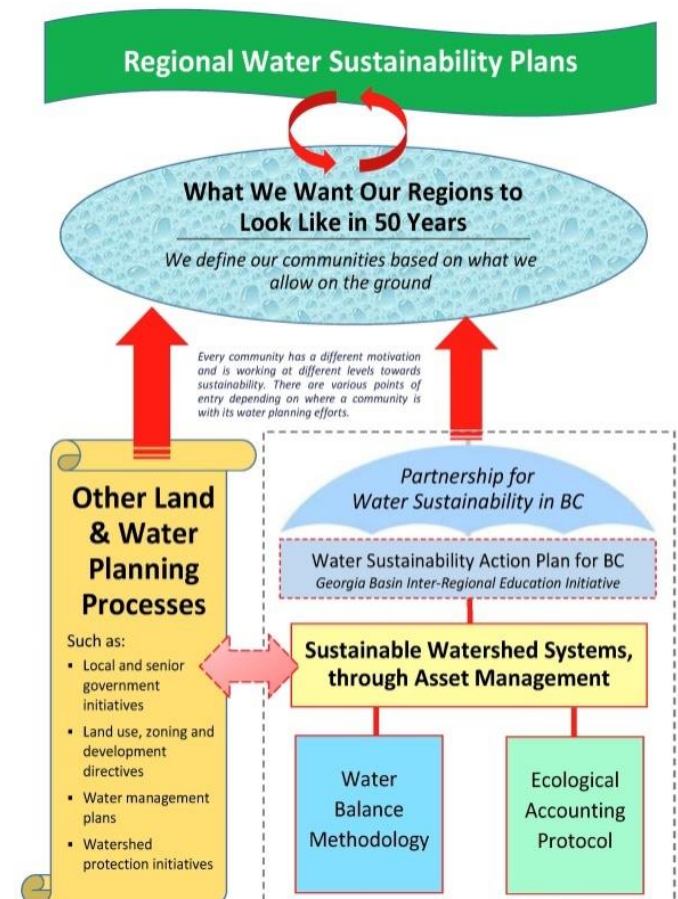 Regional Water Sustainability Plans
What We Want Our Regions to
Look Like in 50 Years
We define our communities based on what we
allow on the ground
Every community has a different motivation
and is working at different levels towards
sustainability. There are various points of
entry depending on where a community is
with its water planning efforts.
Other Land
& Water
Planning
Processes
Such as:
▪ Local and senior
government
initiatives
▪ Land use, zoning and
development
directives
▪ Water management
plans
▪ Watershed
protection initiatives
Partnership for
Water Sustainability in BC
Water Sustainability Action Plan for BC
Georgia Basin Inter-Regional Education Initiative
Sustainable Watershed Systems,
through Asset Management
Water
Balance
Methodology
Ecological
Accounting
Protocol